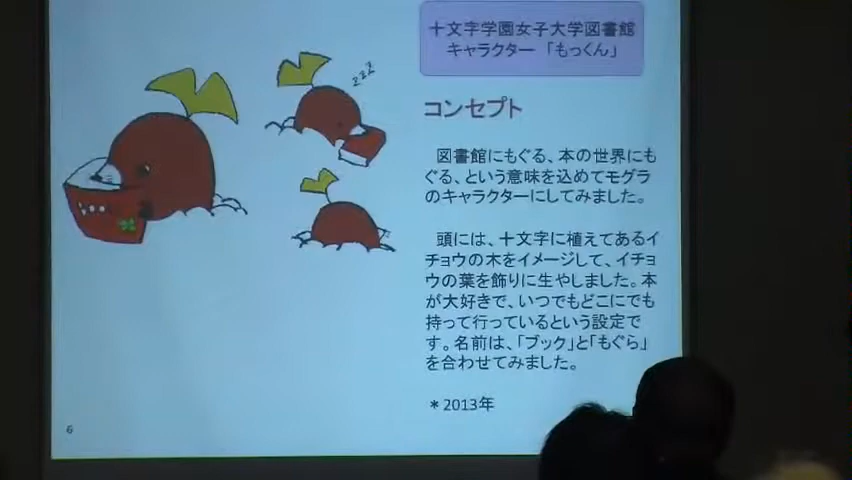 十文字学園女子大学図書館
キャラクター 「もっくん」
コンセプト
図書館にもぐる、本の世界にも
ぐる、という意味を込めてモグラ
のキャラクターにしてみました。
頭には、十文字に植えてあるイ
チョウの木をイメージして、イチョ
ウの葉を飾りに生やしました。本
が大好きで、いつでもどこにでも
持って行っているという設定で
す。名前は、「ブック」と「もぐら」
を合わせてみました。
＊2013年
zzz
6